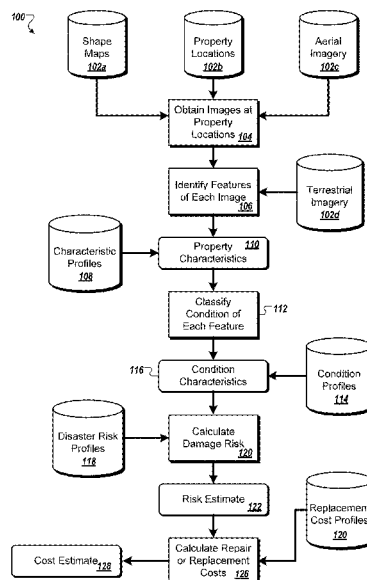 100
Shape
Maps
102a
Property
Locations
102b
Aerial
Imagery
102c
Obtain Images at
Property
Locations
104
Identify Features
of Each Image
106
Terrestrial
Imagery
102d
Characteristic
Profiles
108
Property
Characteristics
110
Classify
Condition of
Each Feature
112
116
Condition
Characteristics
Condition
Profiles
114
Disaster Risk
Profiles
118
Calculate
Damage Risk
120
Risk Estimate
122
Replacement
Cost Profiles
120
Cost Estimate
128
Calculate Repair
or Replacement
Costs
126